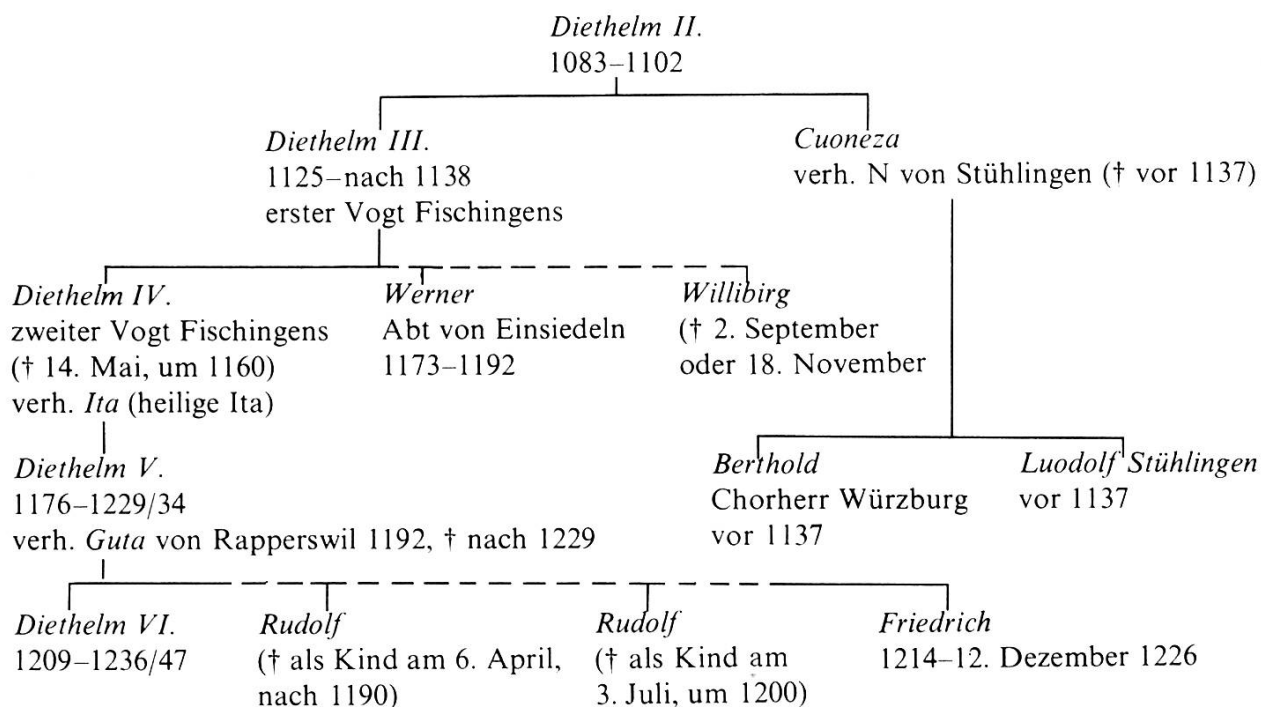 Diethelm II.
1083–1102
Diethelm III.
1125–nach 1138
erster Vogt Fischingens
Cuoneza
verh. N von Stühlingen († vor 1137)
Diethelm IV.
zweiter Vogt Fischingens
(† 14. Mai, um 1160)
verh. Ita (heilige Ita)
Werner
Abt von Einsiedeln
1173–1192
Willibirg
(† 2. September
oder 18. November
Berthold
Chorherr Würzburg
vor 1137
Luodolf Stühlingen
vor 1137
Diethelm V.
1176–1229/34
verh. Guta von Rapperswil 1192, † nach 1229
Diethelm VI.
1209–1236/47
Rudolf
(† als Kind am 6. April,
nach 1190)
Rudolf
(† als Kind am
3. Juli, um 1200)
Friedrich
1214–12. Dezember 1226